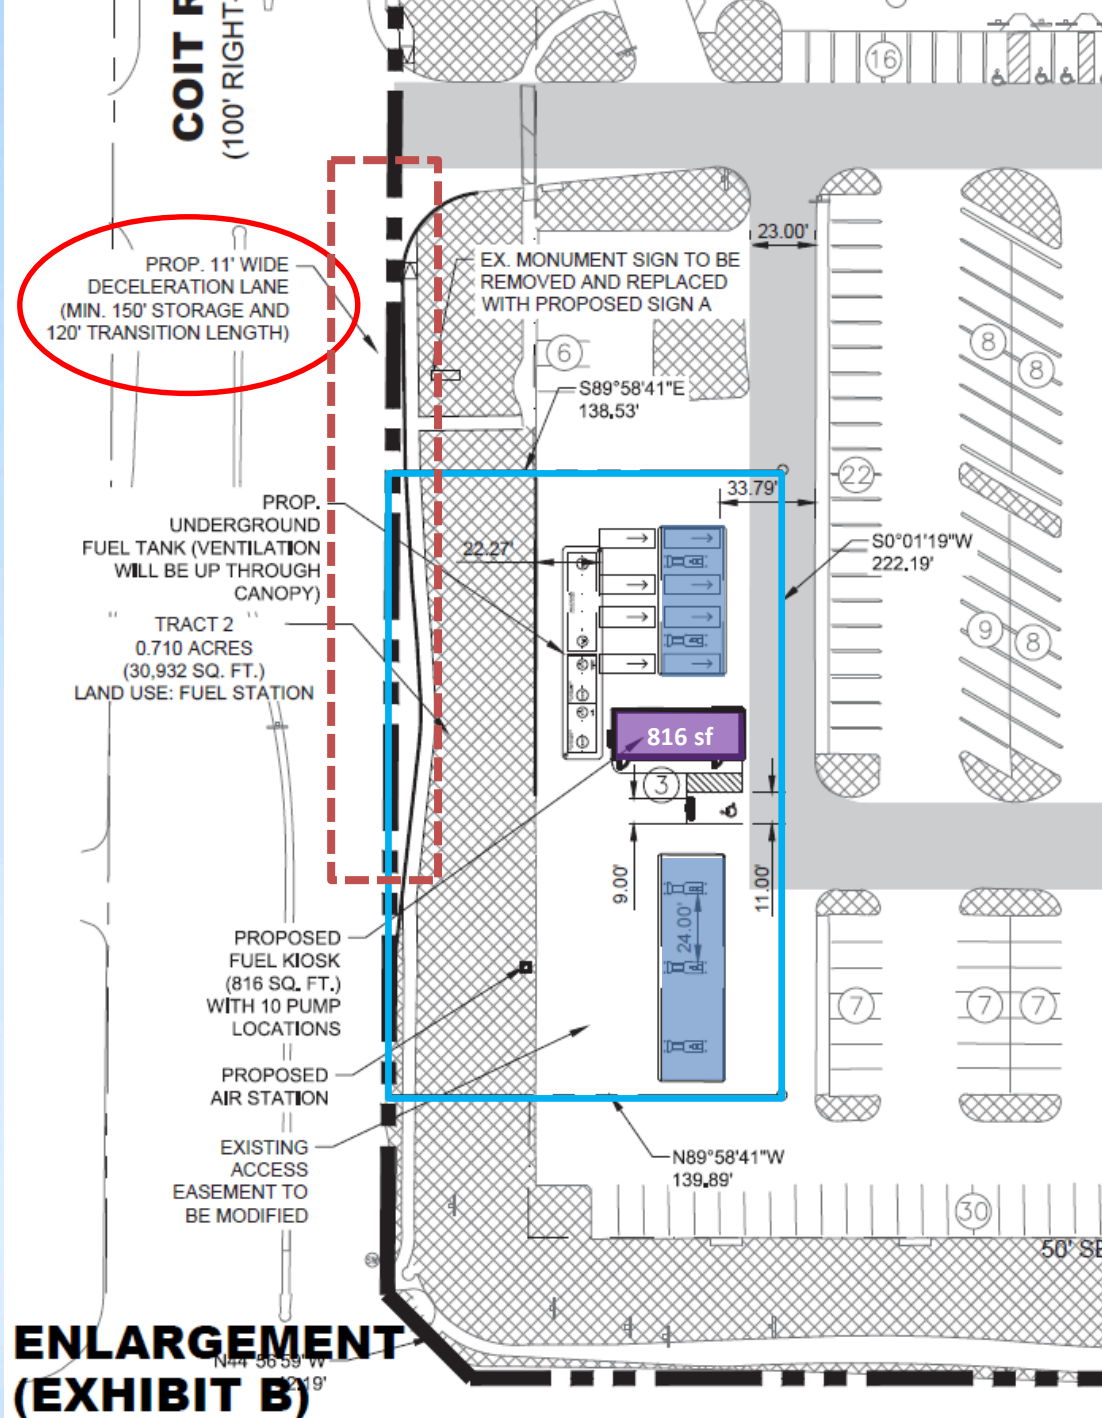 COIT R
(100' RIGHT-
16
PROP. 11' WIDE
DECELERATION LANE
(MIN. 150' STORAGE AND
120' TRANSITION LENGTH)
EX. MONUMENT SIGN TO BE
REMOVED AND REPLACED
WITH PROPOSED SIGN A
23.00'
6
8
8
S89°58'41"E
138.53'
22
33.79'
PROP.
UNDERGROUND
FUEL TANK (VENTILATION
WILL BE UP THROUGH
CANOPY)
22.27'
S0°01'19"W
222.19'
TRACT 2
0.710 ACRES
(30,932 SQ. FT.)
LAND USE: FUEL STATION
9
8
816 sf
3
9.00'
11.00'
24.00'
PROPOSED
FUEL KIOSK
(816 SQ. FT.)
WITH 10 PUMP
LOCATIONS
7
7
7
PROPOSED
AIR STATION
EXISTING
ACCESS
EASEMENT TO
BE MODIFIED
N89°58'41"W
139.89'
30
50' SE
ENLARGEMENT
(EXHIBIT B)
N44°56'59"W